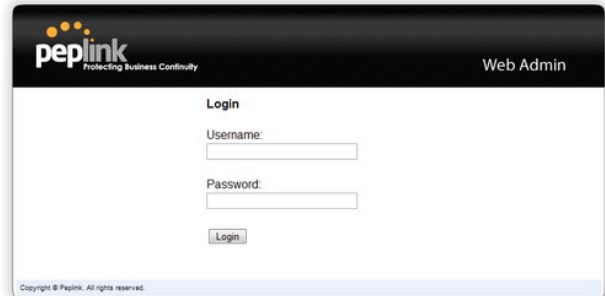 peplink
Protecting Business Continuity
Web Admin
Login
Username:
Password:
Login
Copyright © Peplink. All rights reserved.